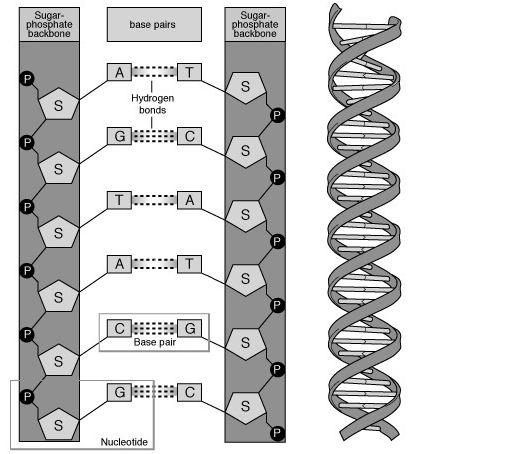 Sugar-
phosphate
backbone
base pairs
Sugar-
phosphate
backbone
P
A T
S
S
Hydrogen
bonds
P
P
G C
S
S
P
P
T A
S
S
P
P
A T
S
S
P
P
C G
Base pair
S
S
P
P
G C
S
S
P
Nucleotide